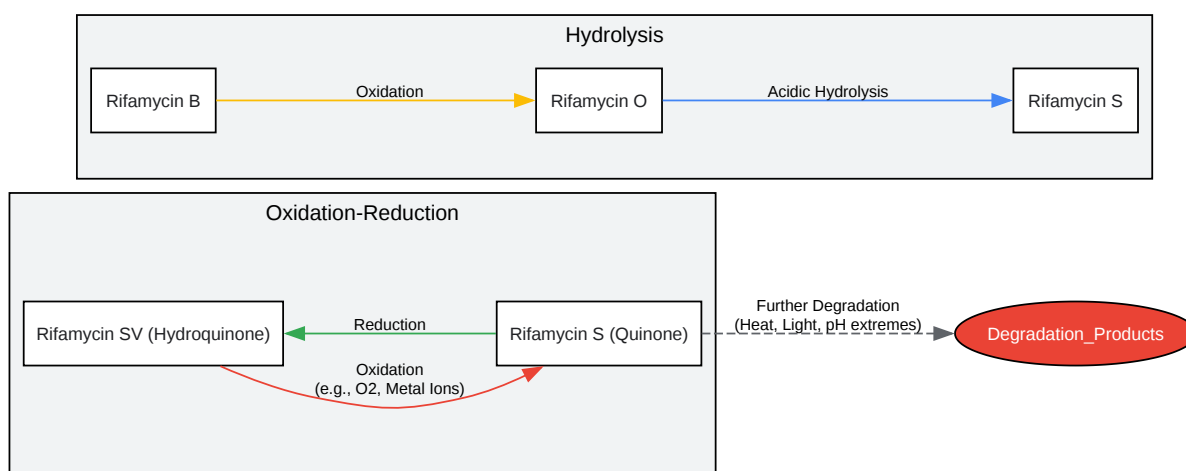 Hydrolysis
Rifamycin B
Oxidation
Rifamycin O
Acidic Hydrolysis
Rifamycin S
Oxidation-Reduction
Rifamycin SV (Hydroquinone)
Reduction
Rifamycin S (Quinone)
Oxidation
(e.g., O2, Metal Ions)
Further Degradation
(Heat, Light, pH extremes)
Degradation_Products